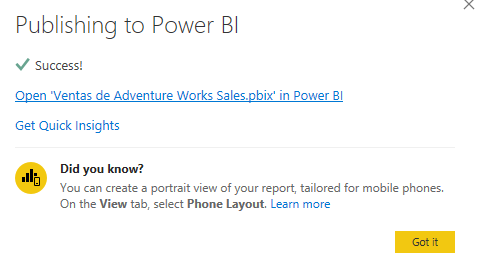 Publishing to Power BI
Success!
Open 'Ventas de Adventure Works Sales.pbix' in Power BI
Get Quick Insights
Did you know?
You can create a portrait view of your report, tailored for mobile phones.
On the View tab, select Phone Layout. Learn more
Got it